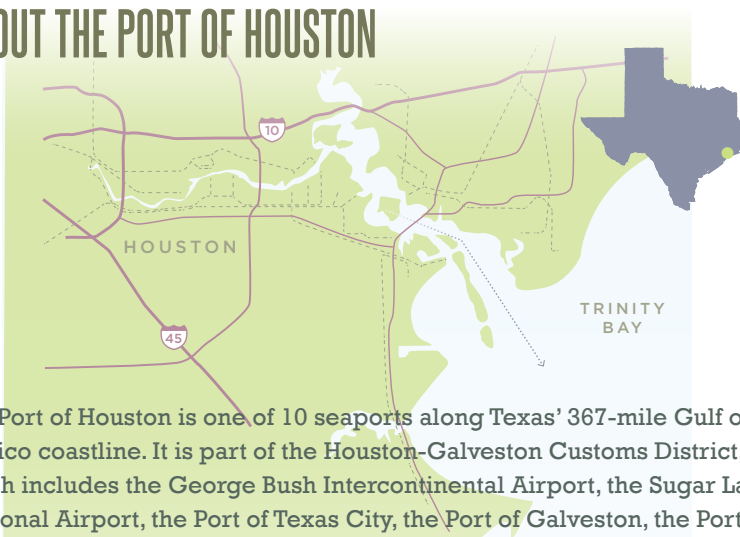 OUT THE PORT OF HOUSTON
10
HOUSTON
TRINITY
BAY
45
Port of Houston is one of 10 seaports along Texas’ 367-mile Gulf o
ico coastline. It is part of the Houston-Galveston Customs District
h includes the George Bush Intercontinental Airport, the Sugar La
onal Airport, the Port of Texas City, the Port of Galveston, the Port